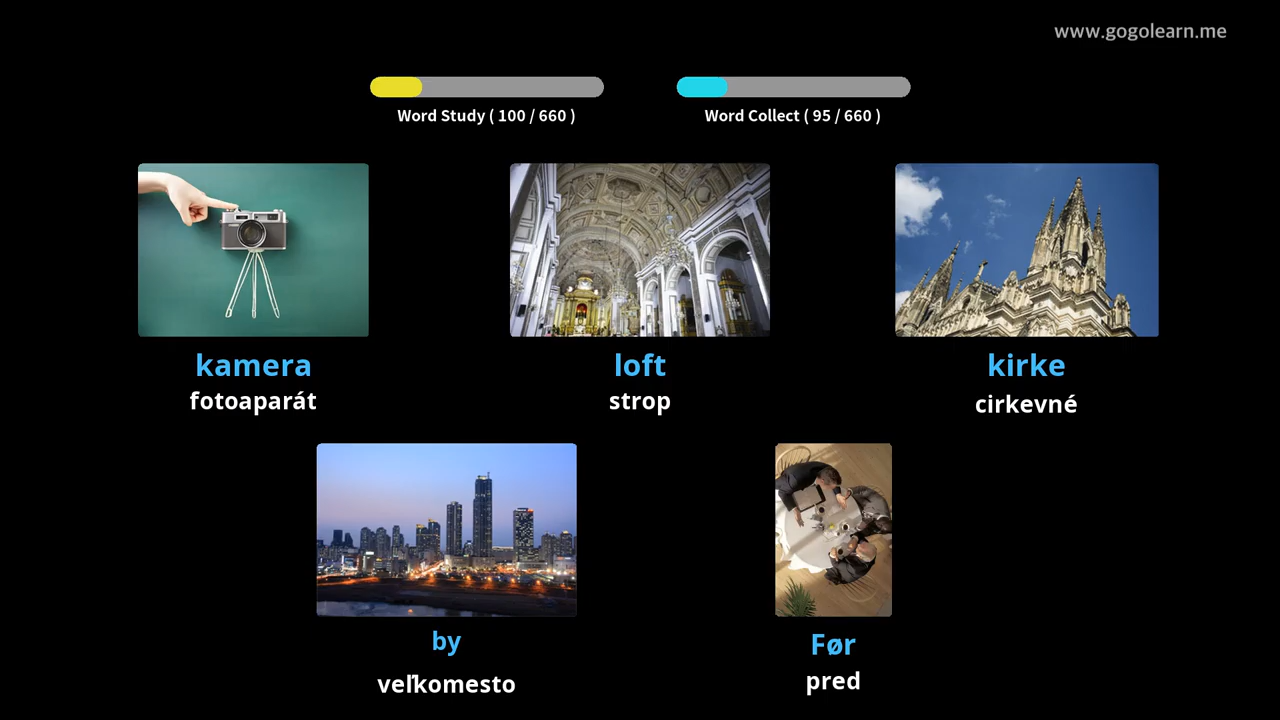 www.gogolearn.me
Word Study ( 100 / 660 )
Word Collect ( 95 / 660 )
kamera
fotoaparát
loft
strop
kirke
cirkevné
by
veľkomesto
Før
pred